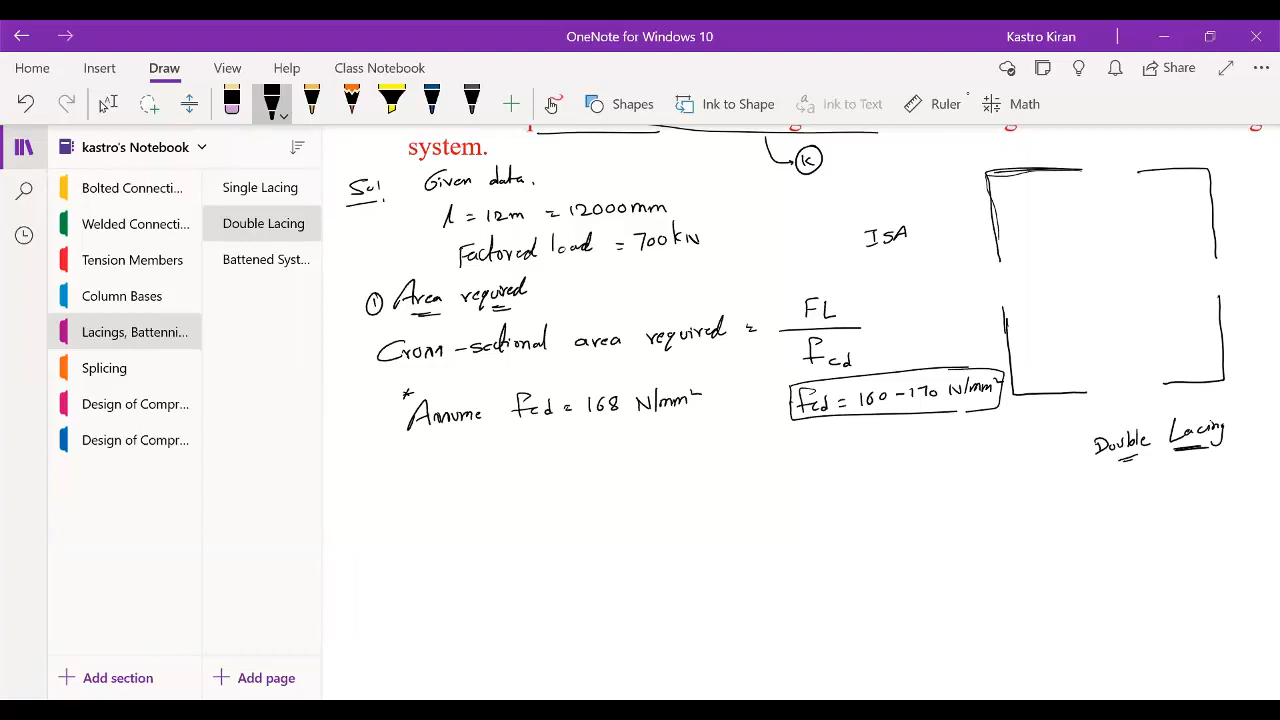 OneNote for Windows 10
Kastro Kiran
Home
Insert
Draw
View
Help
Class Notebook
Share
Shapes
Ink to Shape
Ink to Text
Ruler
Math
kastro's Notebook
Bolted Connecti...
Welded Connecti...
Tension Members
Column Bases
Lacings, Battenni...
Splicing
Design of Compr...
Design of Compr...
Add section
Single Lacing
Double Lacing
Battened Syst...
Add page
system.
K
Sol:
Given data.
l = 12m = 12000mm
Factored load = 700kN
ISA
① Area required
Cross-sectional area required = FL / fcd
* Assume fcd = 168 N/mm²
fcd = 160-170 N/mm²
Double Lacing